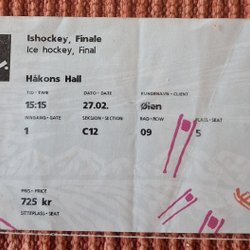 Ishockey, Finale
Ice hockey, Final
Håkons Hall
TID • TIME DATO • DATE KUNDENAVN • CLIENT
15:15 27.02. Øien
INNGANG • GATE SEKSJON • SECTION RAD • ROW PLASS • SEAT
1 C12 09 5
PRIS • PRICE
725 kr
SITTEPLASS • SEAT